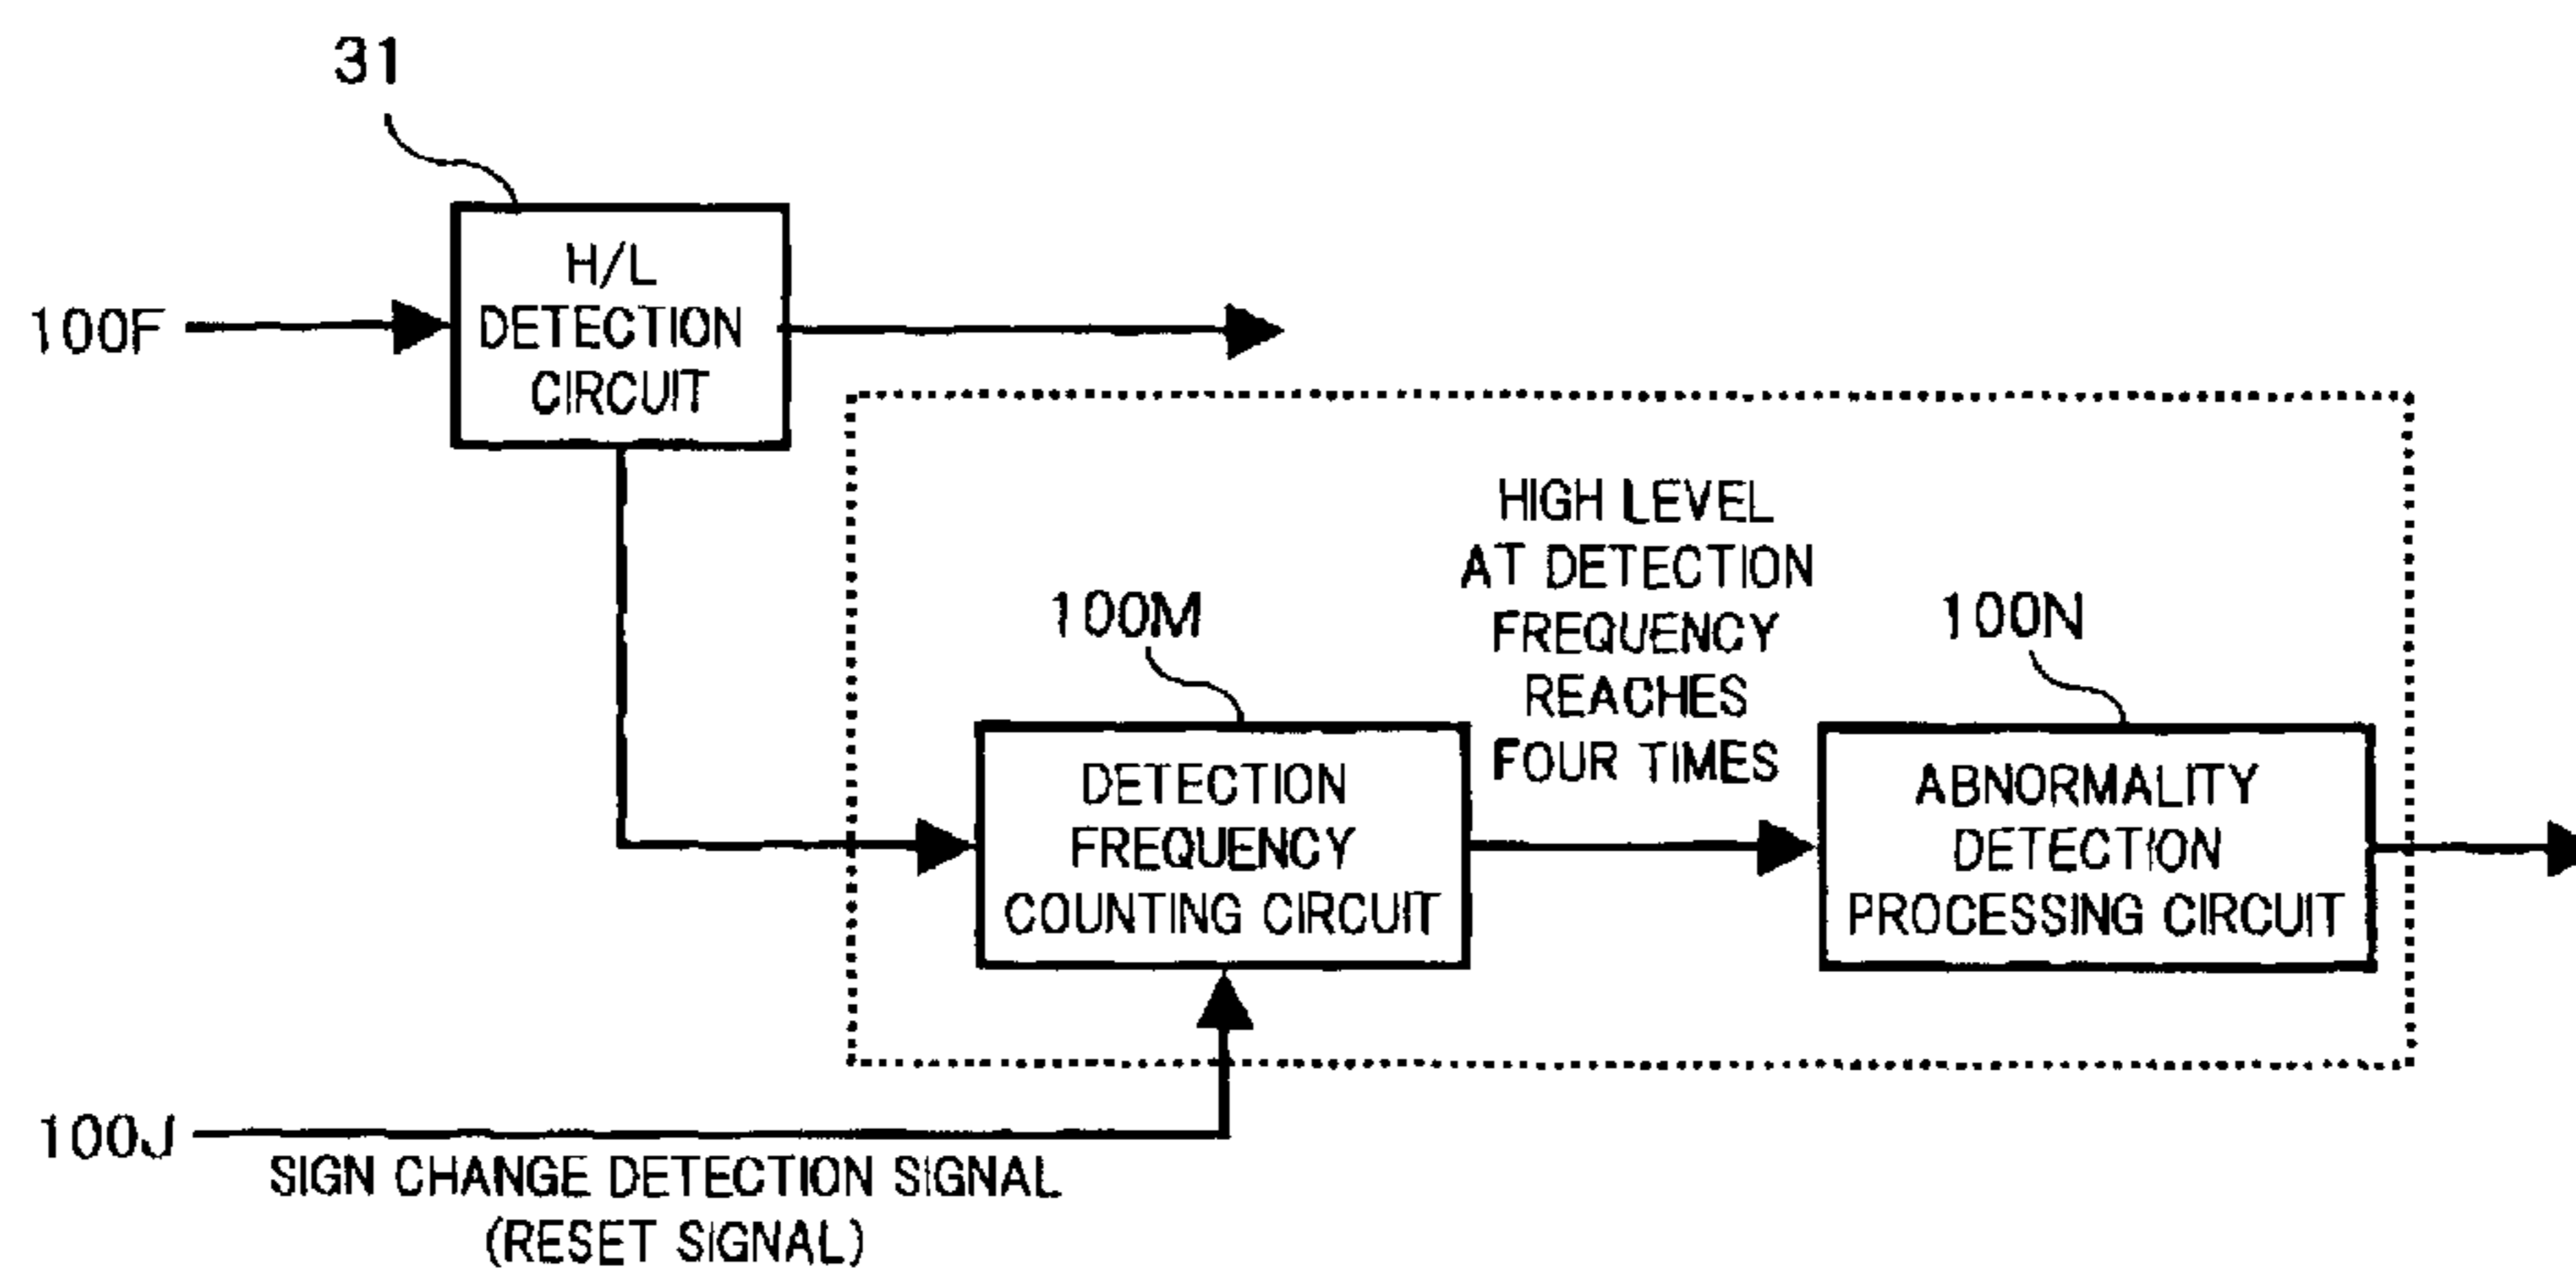 31
H/L
DETECTION
CIRCUIT
100F
HIGH LEVEL
AT DETECTION
FREQUENCY
REACHES
FOUR TIMES
100M
100N
DETECTION
FREQUENCY
COUNTING CIRCUIT
ABNORMALITY
DETECTION
PROCESSING CIRCUIT
100J
SIGN CHANGE DETECTION SIGNAL
(RESET SIGNAL)